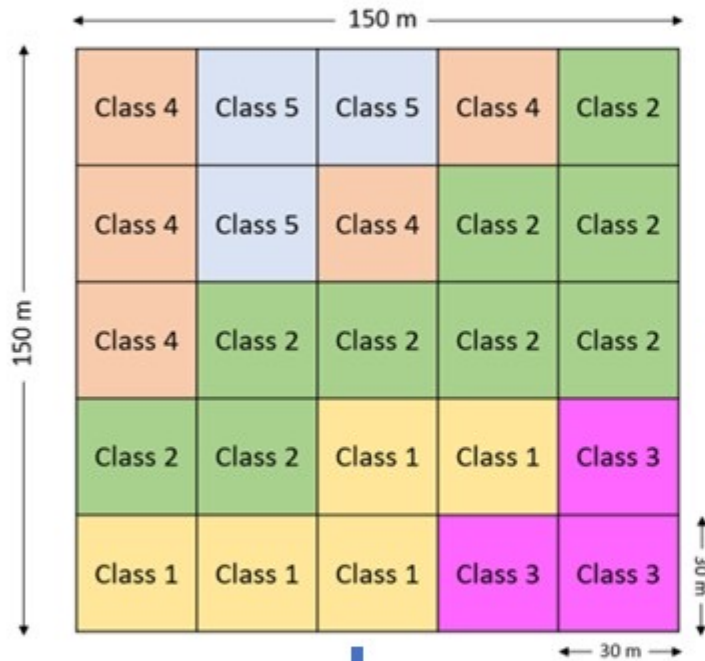 150 m
Class 4 Class 5 Class 5 Class 4 Class 2
Class 4 Class 5 Class 4 Class 2 Class 2
150 m
Class 4 Class 2 Class 2 Class 2 Class 2
Class 2 Class 2 Class 1 Class 1 Class 3
Class 1 Class 1 Class 1 Class 3 Class 3
30 m
30 m